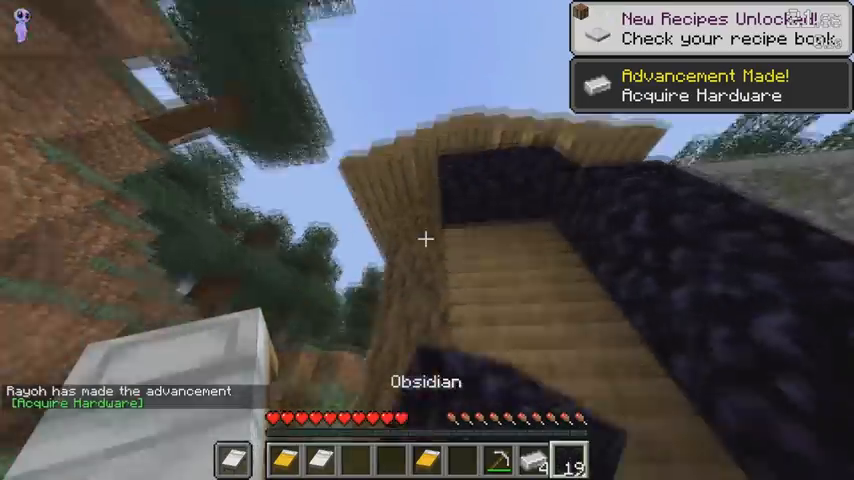 New Recipes Unlocked!
Check your recipe book
Advancement Made!
Acquire Hardware
Obsidian
Rayoh has made the advancement
[Acquire Hardware]
4
19